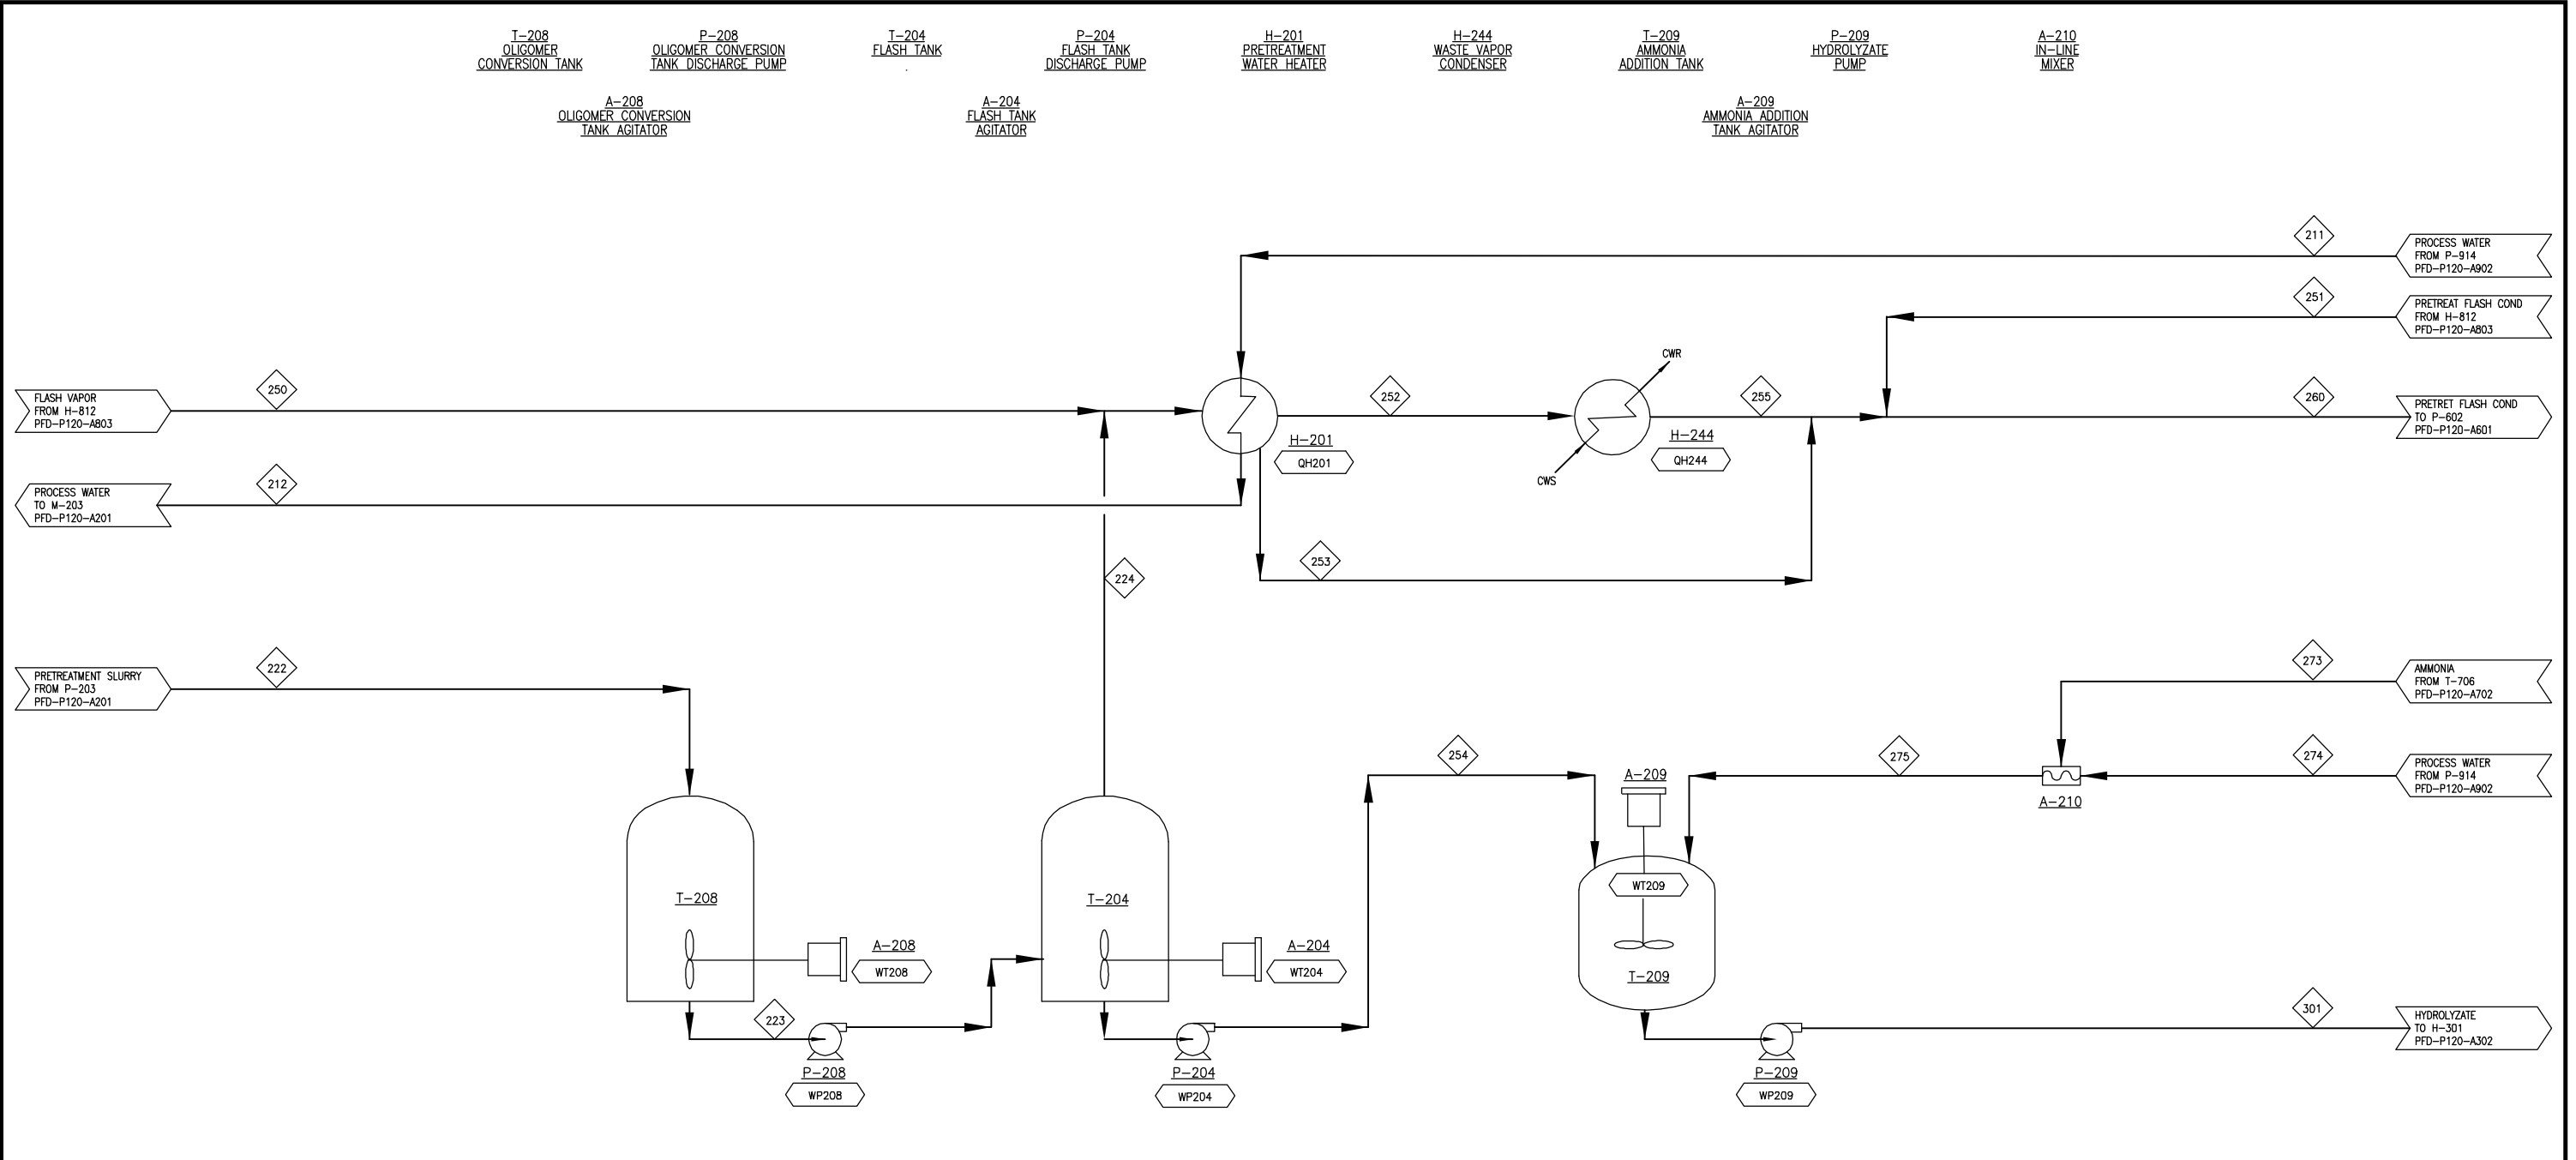 T-208
OLIGOMER
CONVERSION TANK
P-208
OLIGOMER CONVERSION
TANK DISCHARGE PUMP
T-204
FLASH TANK
P-204
FLASH TANK
DISCHARGE PUMP
H-201
PRETREATMENT
WATER HEATER
H-244
WASTE VAPOR
CONDENSER
T-209
AMMONIA
ADDITION TANK
P-209
HYDROLYZATE
PUMP
A-210
IN-LINE
MIXER
A-208
OLIGOMER CONVERSION
TANK AGITATOR
A-204
FLASH TANK
AGITATOR
A-209
AMMONIA ADDITION
TANK AGITATOR
211
PROCESS WATER
FROM P-914
PFD-P120-A902
251
PRETREAT FLASH COND
FROM H-812
PFD-P120-A803
CWR
FLASH VAPOR
FROM H-812
PFD-P120-A803
250
252
255
260
PRETRET FLASH COND
TO P-602
PFD-P120-A601
H-201
QH201
H-244
QH244
CWS
PROCESS WATER
TO M-203
PFD-P120-A201
212
253
224
PRETREATMENT SLURRY
FROM P-203
PFD-P120-A201
222
273
AMMONIA
FROM T-706
PFD-P120-A702
254
A-209
275
A-210
274
PROCESS WATER
FROM P-914
PFD-P120-A902
T-208
T-204
WT209
A-208
WT208
A-204
WT204
T-209
223
P-208
WP208
P-204
WP204
P-209
WP209
301
HYDROLYZATE
TO H-301
PFD-P120-A302